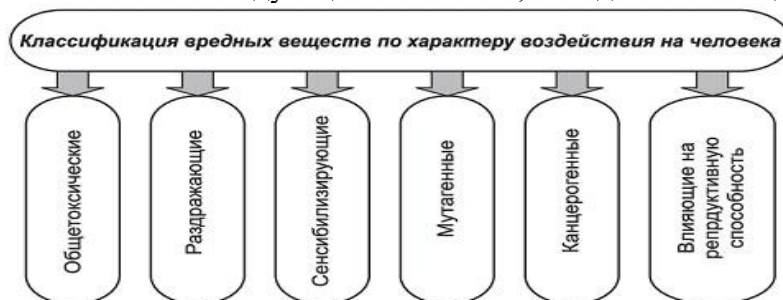 Классификация вредных веществ по характеру воздействия на человека
Общетоксические
Раздражающие
Сенсибилизирующие
Мутагенные
Канцерогенные
Влияющие на
репрдуктивную
способность